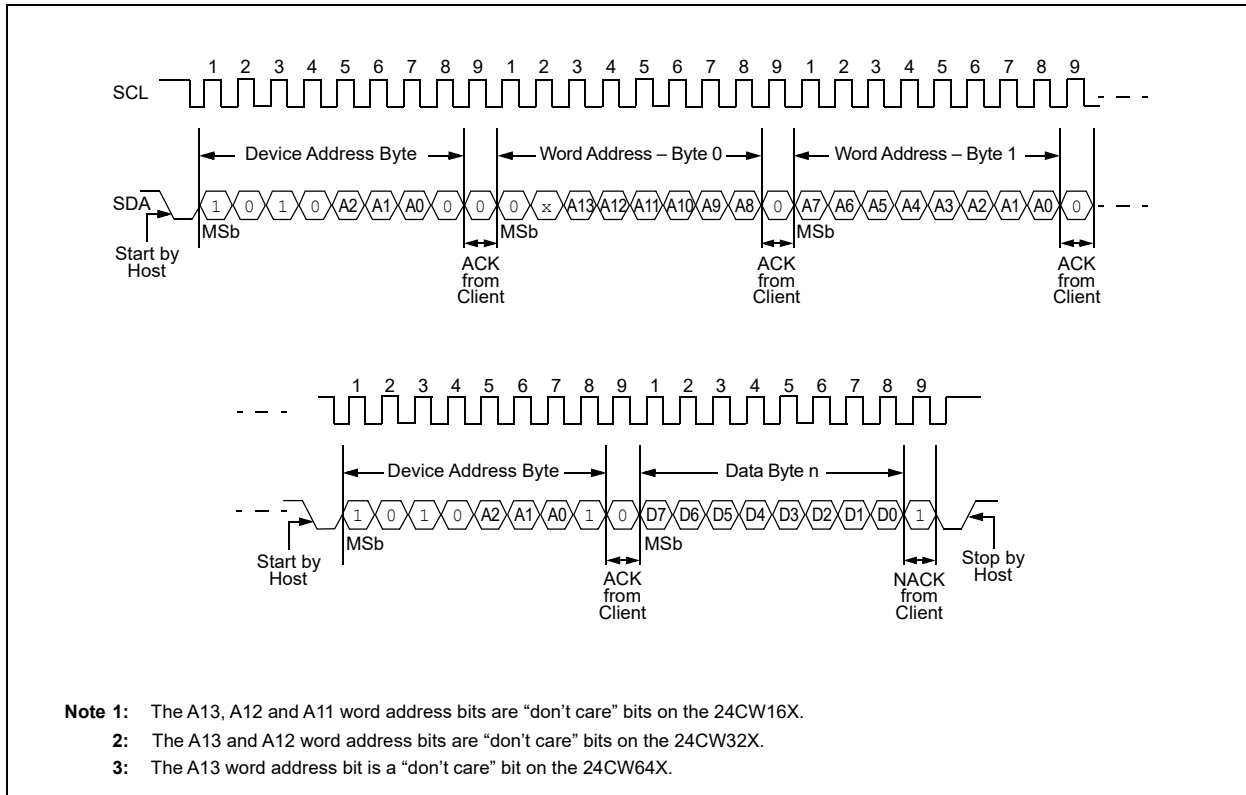 1 2 3 4 5 6 7 8 9 1 2 3 4 5 6 7 8 9 1 2 3 4 5 6 7 8 9
SCL
Device Address Byte Word Address – Byte 0 Word Address – Byte 1
SDA 1 0 1 0 A2 A1 A0 0 0 0 x A13 A12 A11 A10 A9 A8 0 A7 A6 A5 A4 A3 A2 A1 A0 0
MSb MSb MSb
Start by
Host
ACK
from
Client
ACK
from
Client
ACK
from
Client
1 2 3 4 5 6 7 8 9 1 2 3 4 5 6 7 8 9
Device Address Byte Data Byte n
1 0 1 0 A2 A1 A0 1 0 D7 D6 D5 D4 D3 D2 D1 D0 1
MSb MSb
Start by
Host
ACK
from
Client
NACK
from
Client
Stop by
Host
Note 1: The A13, A12 and A11 word address bits are “don’t care” bits on the 24CW16X.
2: The A13 and A12 word address bits are “don’t care” bits on the 24CW32X.
3: The A13 word address bit is a “don’t care” bit on the 24CW64X.